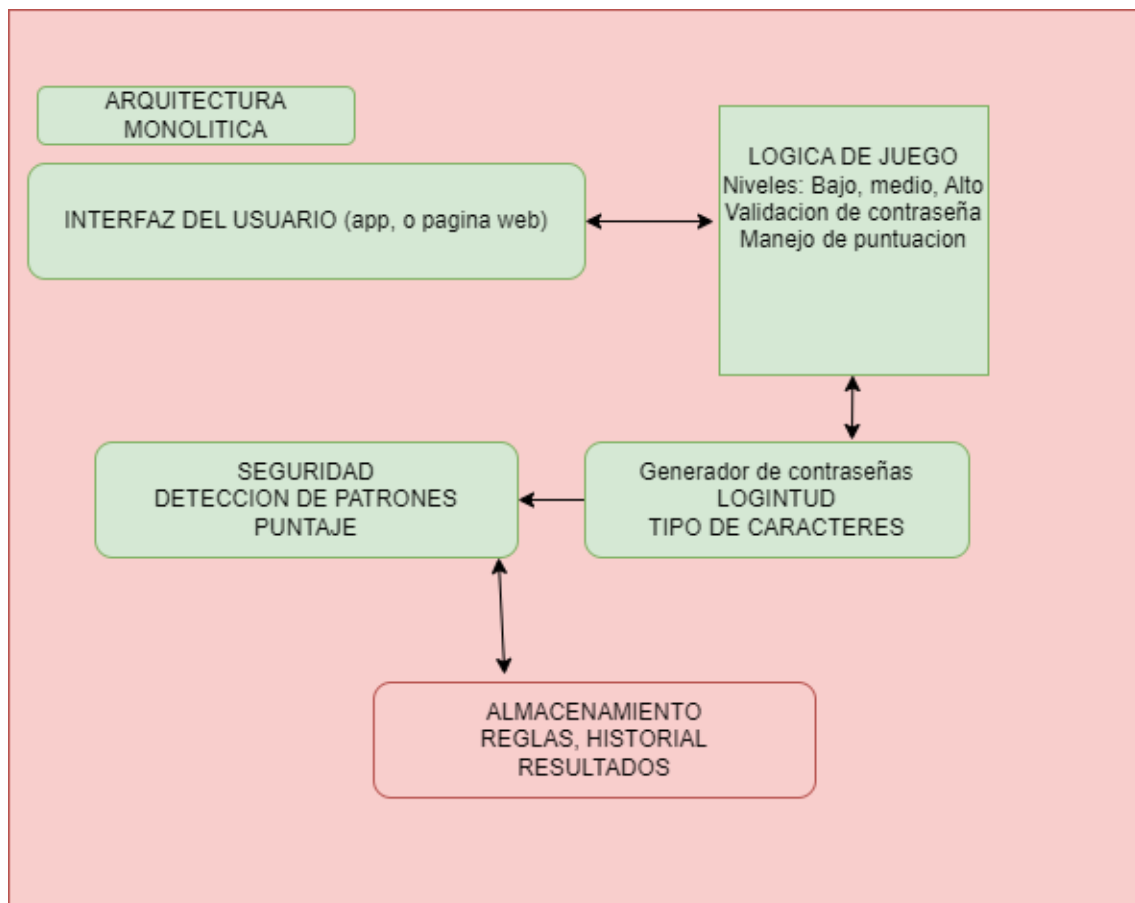 ARQUITECTURA
MONOLITICA
INTERFAZ DEL USUARIO (app, o pagina web)
LOGICA DE JUEGO
Niveles: Bajo, medio, Alto
Validacion de contraseña
Manejo de puntuacion
SEGURIDAD
DETECCION DE PATRONES
PUNTAJE
Generador de contraseñas
LOGINTUD
TIPO DE CARACTERES
ALMACENAMIENTO
REGLAS, HISTORIAL
RESULTADOS